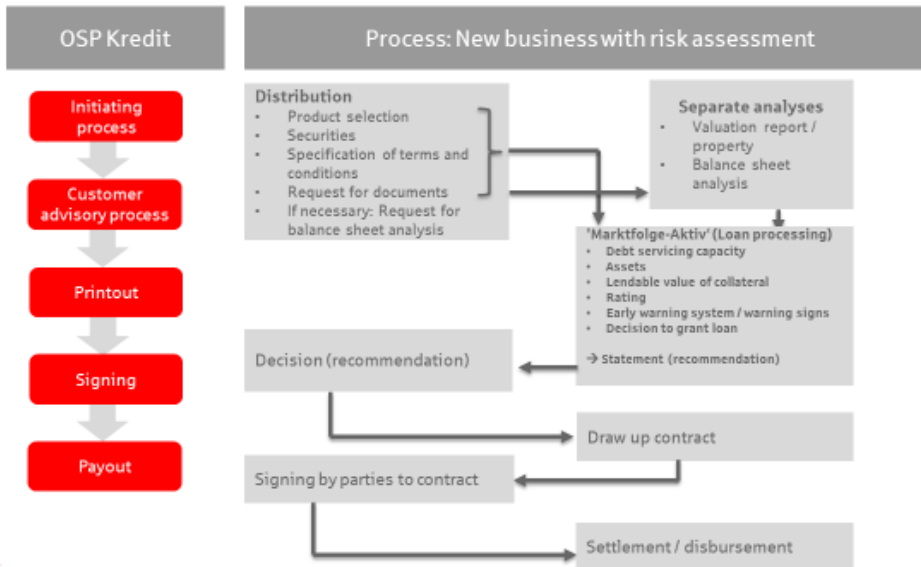 OSP Kredit
Initiating
process
Customer
advisory process
Printout
Signing
Payout
Process: New business with risk assessment
Distribution
• Product selection
• Securities
• Specification of terms and
conditions
• Request for documents
• If necessary: Request for
balance sheet analysis
Separate analyses
• Valuation report /
property
• Balance sheet
analysis
'Marktfolge-Aktiv' (Loan processing)
• Debt servicing capacity
• Assets
• Lendable value of collateral
• Rating
• Early warning system / warning signs
• Decision to grant loan
→ Statement (recommendation)
Decision (recommendation)
Draw up contract
Signing by parties to contract
Settlement / disbursement